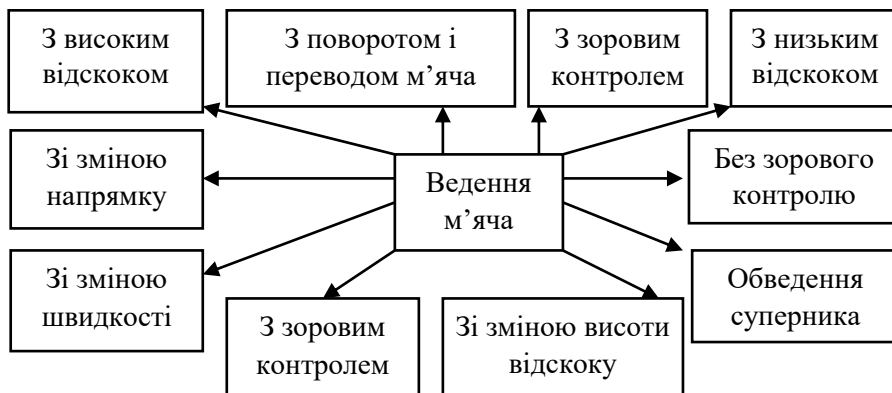 З високим
відскоком
З поворотом і
переводом м’яча
З зоровим
контролем
З низьким
відскоком
Зі зміною
напрямку
Ведення
м’яча
Без зорового
контролю
Зі зміною
швидкості
З зоровим
контролем
Зі зміною висоти
відскоку
Обведення
суперника